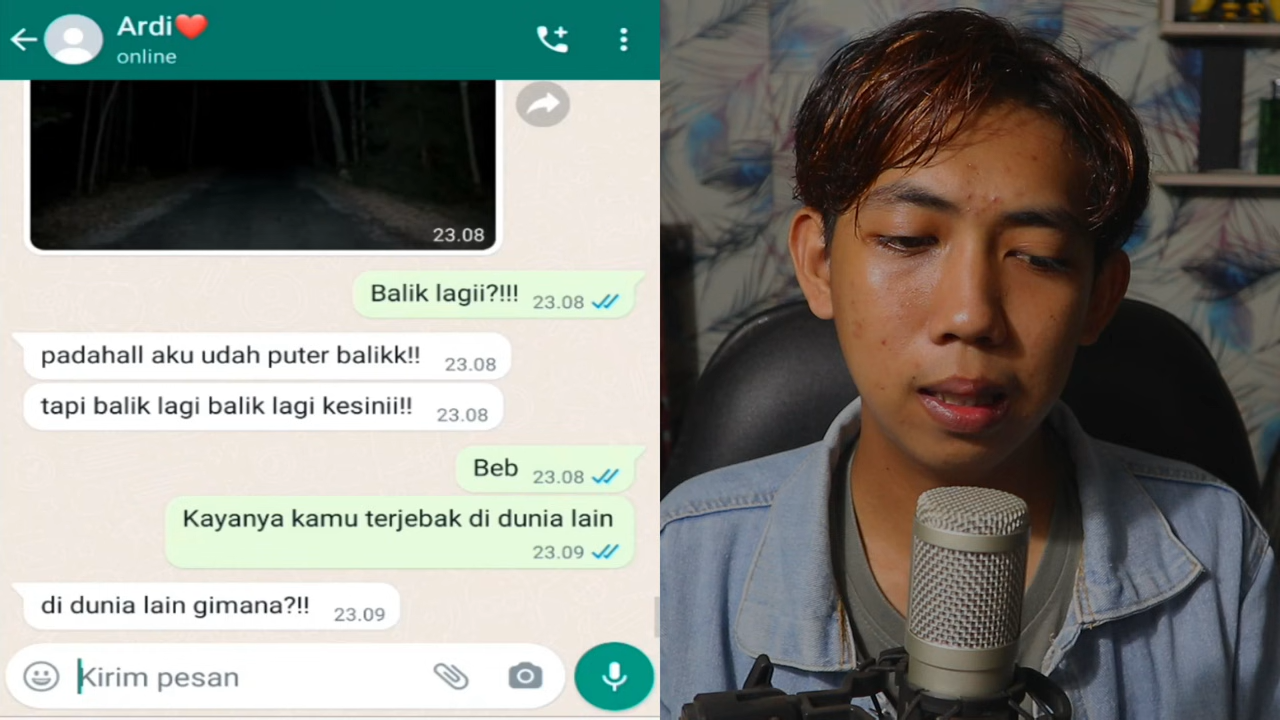 Ardi❤️
online
23.08
Balik lagii?!!! 23.08
padahall aku udah puter balikk!! 23.08
tapi balik lagi balik lagi kesinii!! 23.08
Beb 23.08
Kayanya kamu terjebak di dunia lain
23.09
di dunia lain gimana?!! 23.09
Kirim pesan